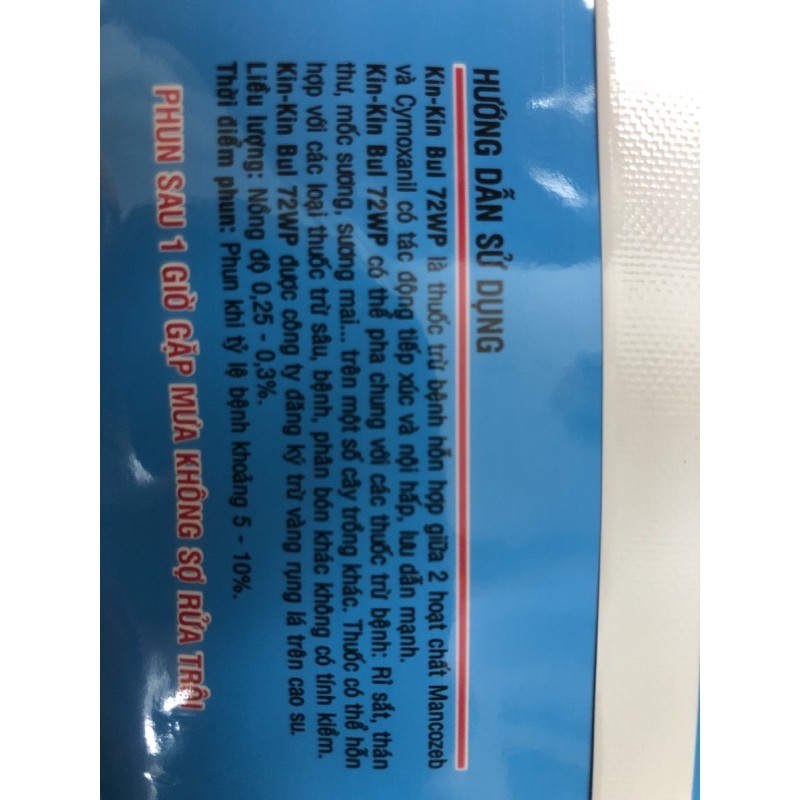 HƯỚNG DẪN SỬ DỤNG
Kin-Kin Bul 72WP là thuốc trừ bệnh hỗn hợp giữa 2 hoạt chất Mancozeb
và Cymoxanil có tác động tiếp xúc và nội hấp, lưu dẫn mạnh.
Kin-Kin Bul 72WP có thể pha chung với các thuốc trừ bệnh: Rỉ sắt, thán
thư, mốc sương, sương mai... trên một số cây trồng khác. Thuốc có thể hỗn
hợp với các loại thuốc trừ sâu, bệnh, phân bón khác không có tính kiềm.
Kin-Kin Bul 72WP được công ty đăng ký trừ vàng rụng lá trên cao su.
Liều lượng: Nồng độ 0,25 - 0,3%.
Thời điểm phun: Phun khi tỷ lệ bệnh khoảng 5 - 10%.
PHUN SAU 1 GIỜ GẶP MƯA KHÔNG SỢ RỬA TRÔI